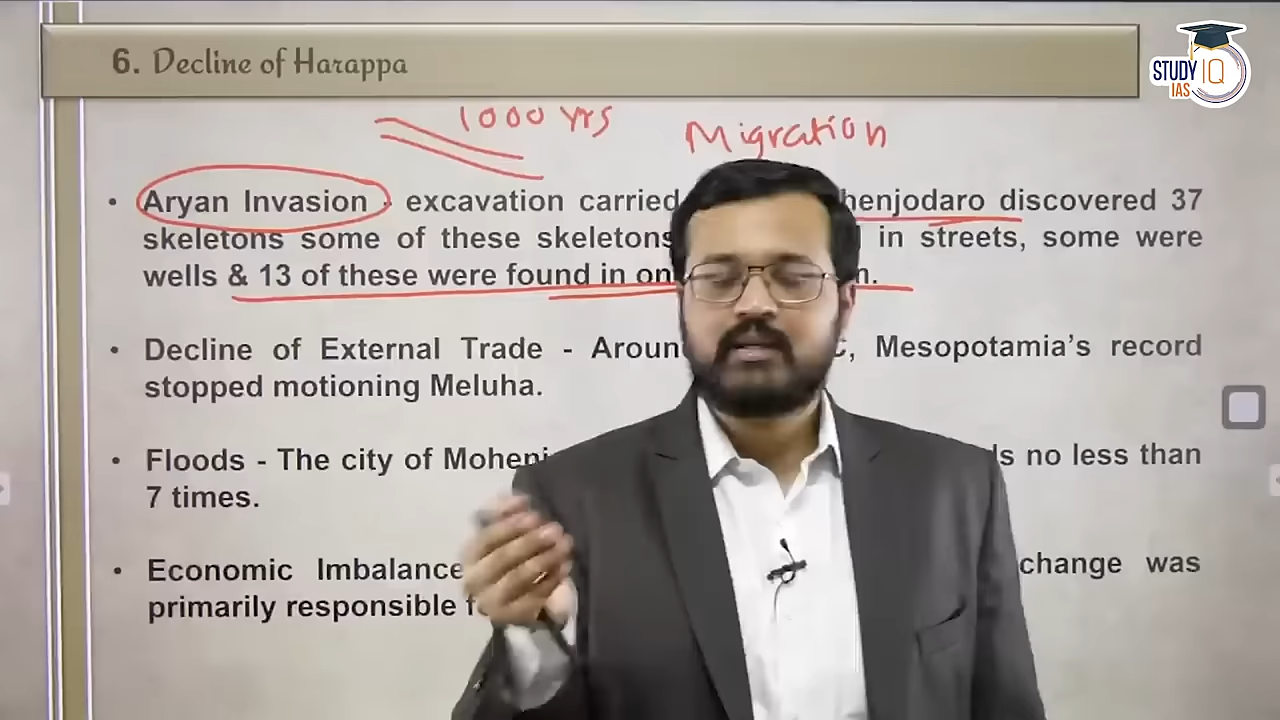 6. Decline of Harappa
STUDY IQ
IAS
1000 Yrs Migration
• Aryan Invasion - excavation carried henjodaro discovered 37
skeletons some of these skeletons in streets, some were
wells & 13 of these were found in on
• Decline of External Trade - Aroun Mesopotamia's record
stopped motioning Meluha.
• Floods - The city of Mohenj no less than
7 times.
• Economic Imbalance change was
primarily responsible